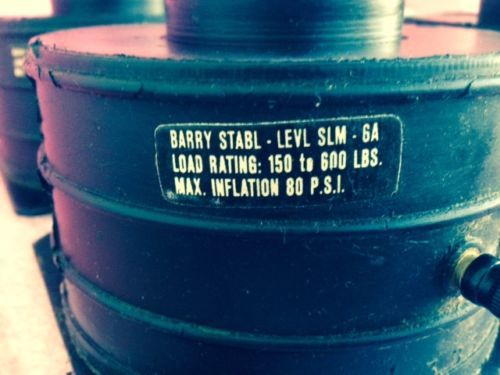 BARRY STABL - LEVL SLM - 6A
LOAD RATING: 150 to 600 LBS.
MAX. INFLATION 80 P.S.I.